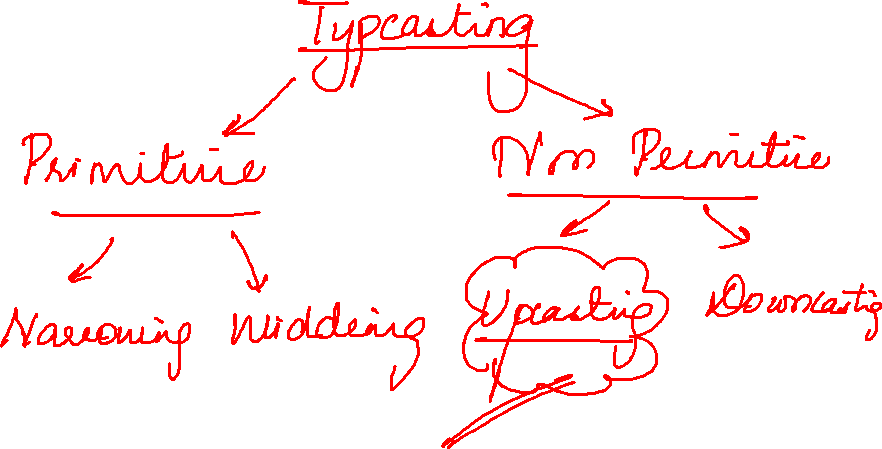 Typcasting
Primitive Non Primitive
Narrowing Widdening Upcasting Downcasting